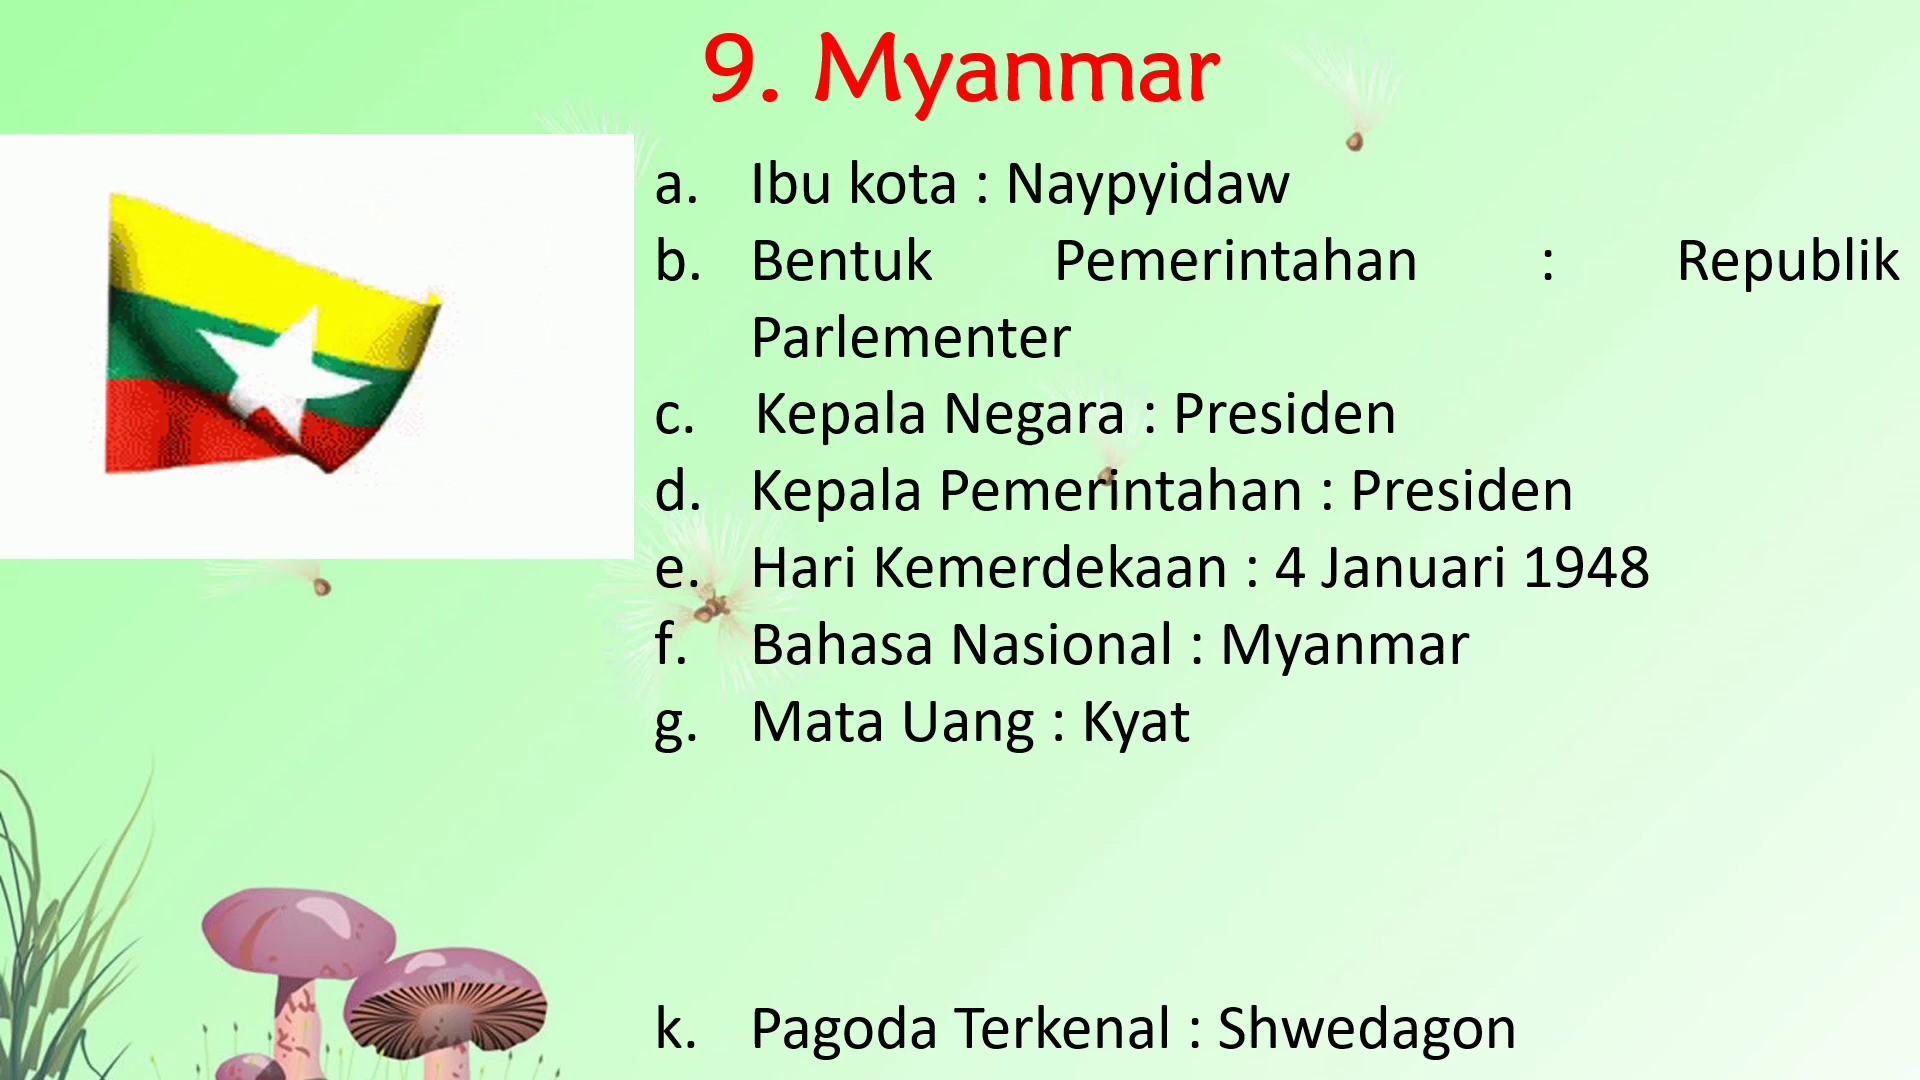 9. Myanmar
a. Ibu kota : Naypyidaw
b. Bentuk Pemerintahan : Republik
Parlementer
c. Kepala Negara : Presiden
d. Kepala Pemerintahan : Presiden
e. Hari Kemerdekaan : 4 Januari 1948
f. Bahasa Nasional : Myanmar
g. Mata Uang : Kyat
k. Pagoda Terkenal : Shwedagon